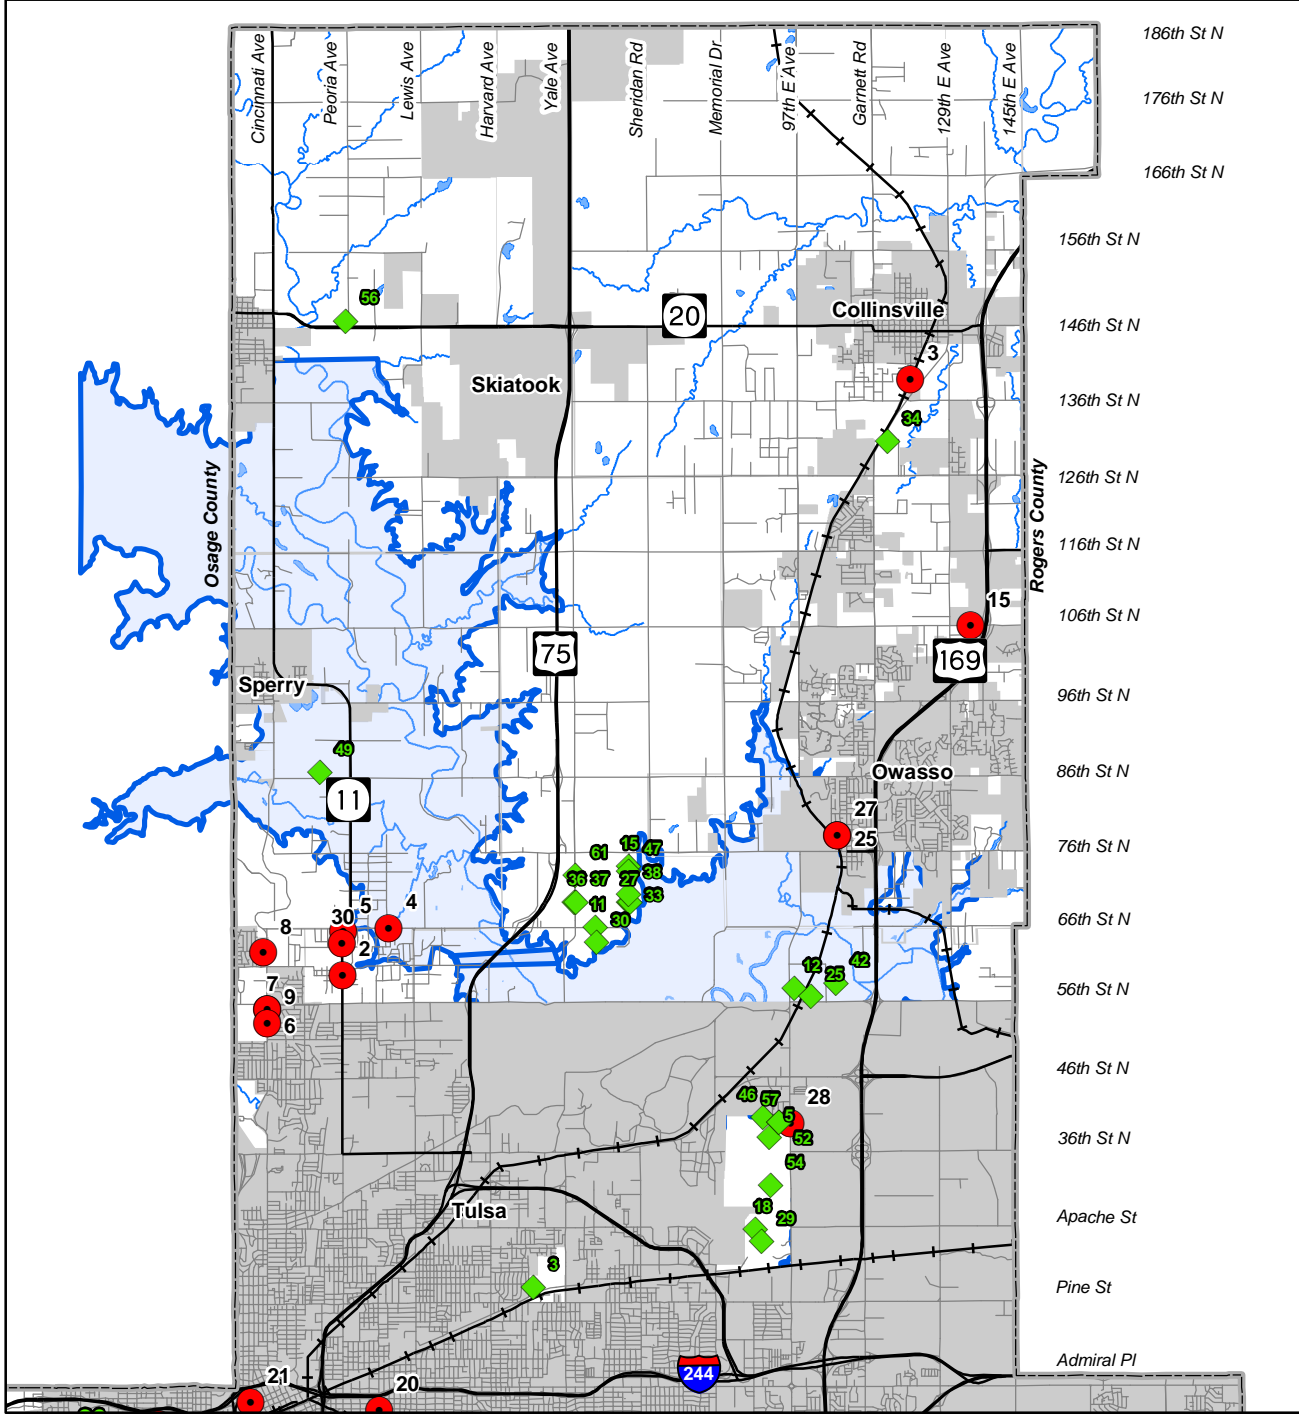 186th St N
Cincinnati Ave
Peoria Ave
Lewis Ave
Harvard Ave
Yale Ave
Sheridan Rd
Memorial Dr
97th E Ave
Garnett Rd
129th E Ave
145th E Ave
176th St N
166th St N
156th St N
56
20
Collinsville
146th St N
3
Skiatook
136th St N
34
126th St N
Osage County
Rogers County
116th St N
15
106th St N
75
169
Sperry
96th St N
49
86th St N
Owasso
11
27
25
76th St N
61
15
47
38
36
37
27
33
11
30
5
4
30
2
8
66th St N
12
42
25
7
9
6
56th St N
46th St N
46
57
28
5
52
36th St N
54
18
29
Tulsa
Apache St
3
Pine St
Admiral Pl
244
21
20